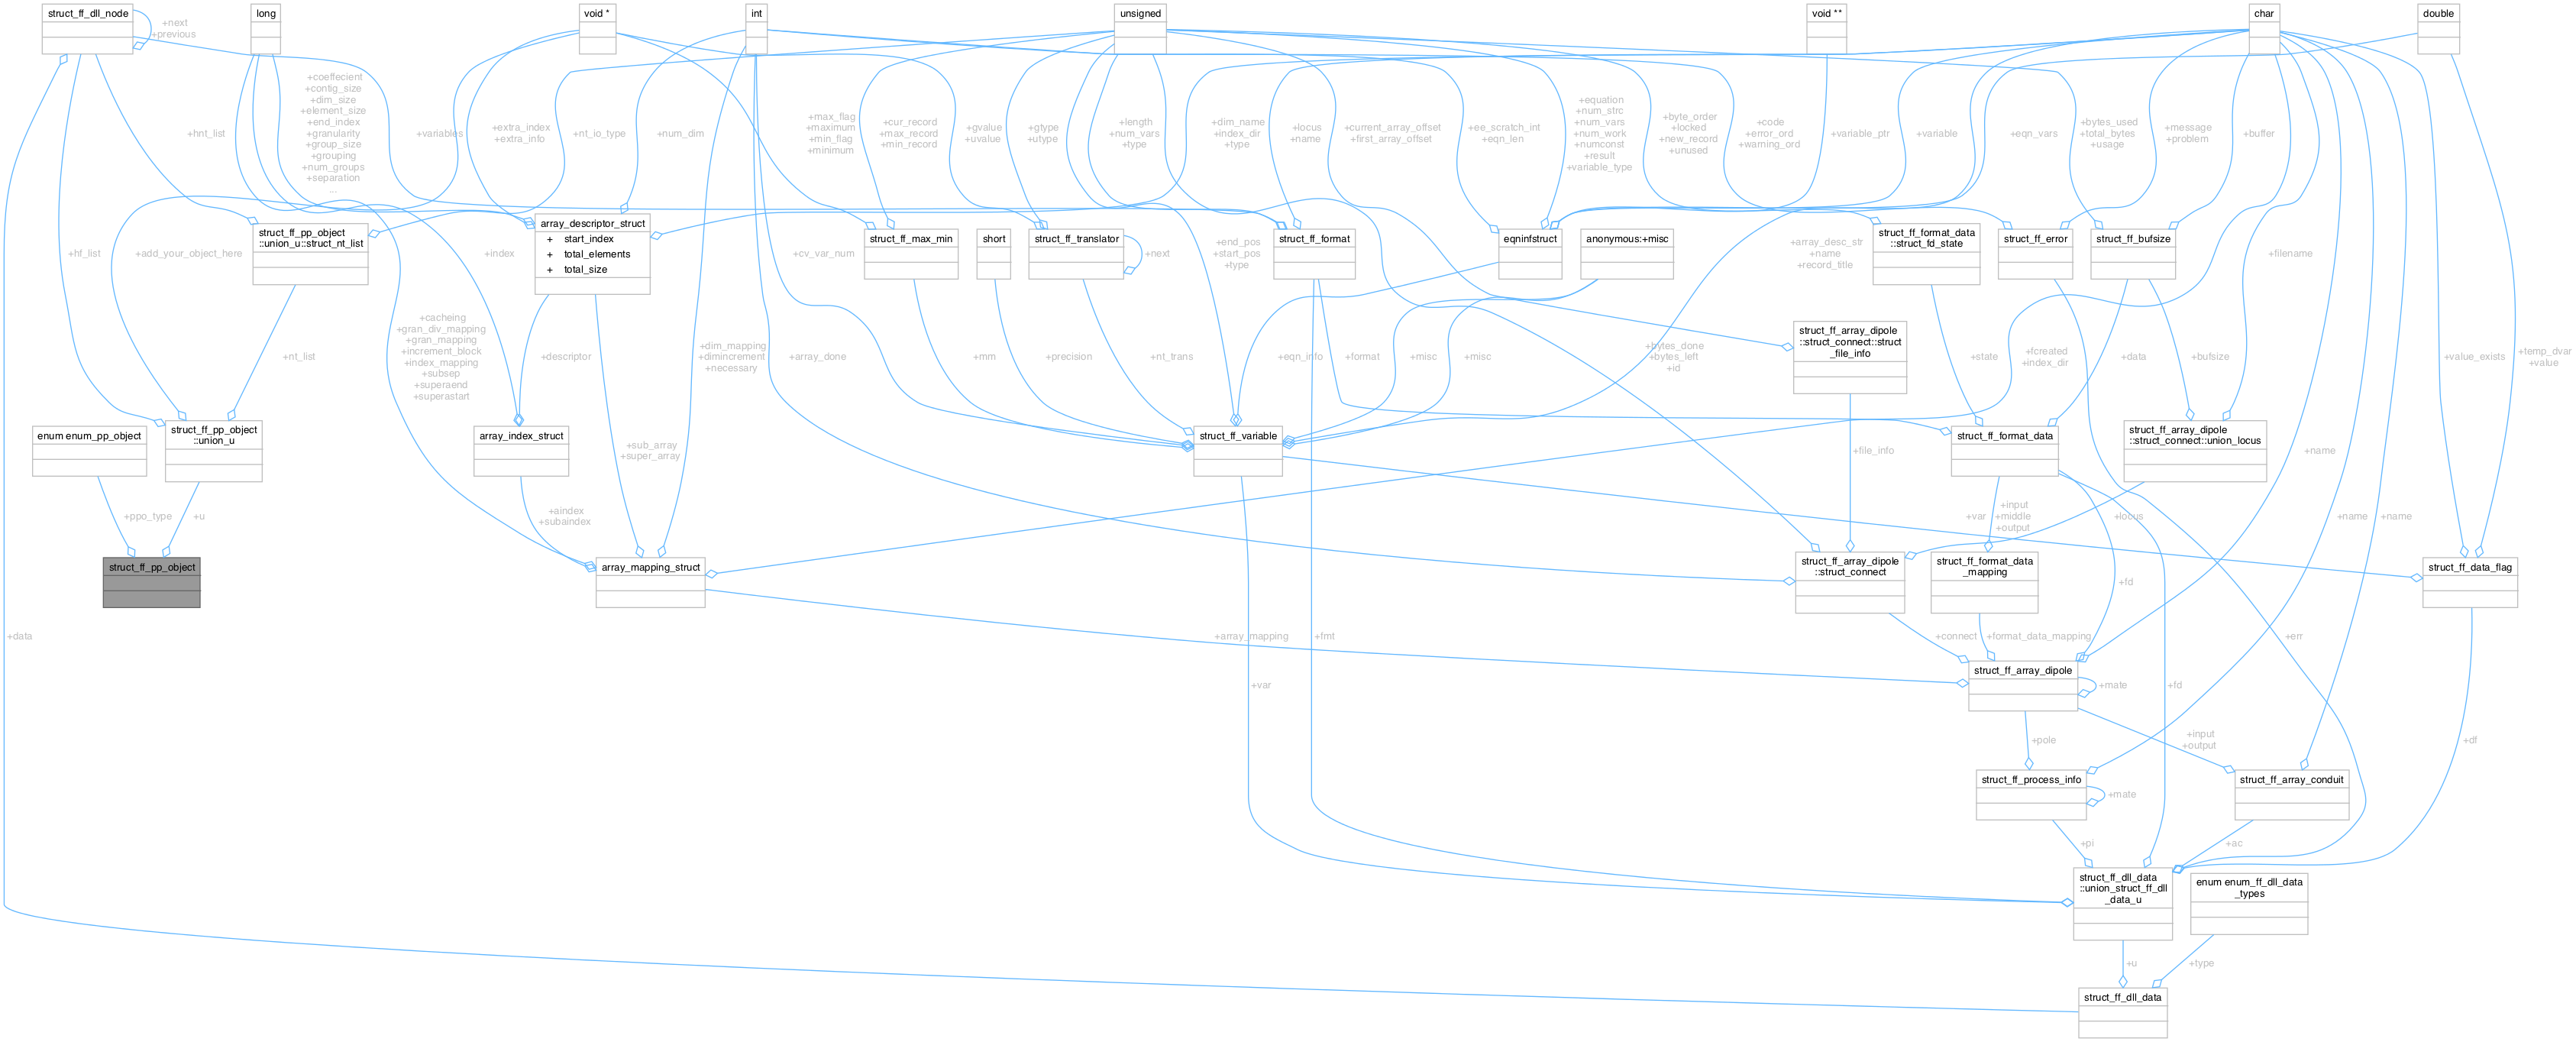 struct_ff_dll_node
long
void *
int
unsigned
void **
char
double
+next
+previous
+coeffecient
+contig_size
+dim_size
+element_size
+end_index
+granularity
+group_size
+grouping
+num_groups
+separation
...
+hnt_list
+variables
+extra_index
+extra_info
+nt_io_type
+num_dim
+max_flag
+maximum
+min_flag
+minimum
+cur_record
+max_record
+min_record
+gvalue
+uvalue
+gtype
+utype
+length
+num_vars
+type
+dim_name
+index_dir
+type
+locus
+name
+current_array_offset
+first_array_offset
+ee_scratch_int
+eqn_len
+equation
+num_strc
+num_vars
+num_work
+numconst
+result
+variable_type
+byte_order
+locked
+new_record
+unused
+code
+error_ord
+warning_ord
+variable_ptr
+variable
+eqn_vars
+bytes_used
+total_bytes
+usage
+message
+problem
+buffer
struct_ff_pp_object
::union_u::struct_nt_list
array_descriptor_struct
+ start_index
+ total_elements
+ total_size
struct_ff_max_min
short
struct_ff_translator
struct_ff_format
eqninfstruct
anonymous:+misc
struct_ff_format_data
::struct_fd_state
struct_ff_error
struct_ff_bufsize
+hf_list
+add_your_object_here
+index
+cv_var_num
+next
+end_pos
+start_pos
+type
+array_desc_str
+name
+record_title
+filename
struct_ff_array_dipole
::struct_connect::struct
_file_info
+nt_list
+cacheing
+gran_div_mapping
+gran_mapping
+increment_block
+index_mapping
+subsep
+superaend
+superastart
+descriptor
+dim_mapping
+dimincrement
+necessary
+array_done
+mm
+precision
+nt_trans
+eqn_info
+format
+misc
+misc
+bytes_done
+bytes_left
+id
+state
+fcreated
+index_dir
+data
+bufsize
+value_exists
+temp_dvar
+value
enum enum_pp_object
struct_ff_pp_object
::union_u
array_index_struct
+sub_array
+super_array
struct_ff_variable
+file_info
struct_ff_format_data
struct_ff_array_dipole
::struct_connect::union_locus
+name
+ppo_type
+u
+aindex
+subaindex
+var
+input
+middle
+output
+locus
+name
+name
struct_ff_pp_object
array_mapping_struct
struct_ff_array_dipole
::struct_connect
struct_ff_format_data
_mapping
+fd
struct_ff_data_flag
+data
+array_mapping
+fmt
+connect
+format_data_mapping
+err
struct_ff_array_dipole
+mate
+var
+fd
+pole
+input
+output
+df
struct_ff_process_info
+mate
struct_ff_array_conduit
+pi
+ac
struct_ff_dll_data
::union_struct_ff_dll
_data_u
enum enum_ff_dll_data
_types
+u
+type
struct_ff_dll_data